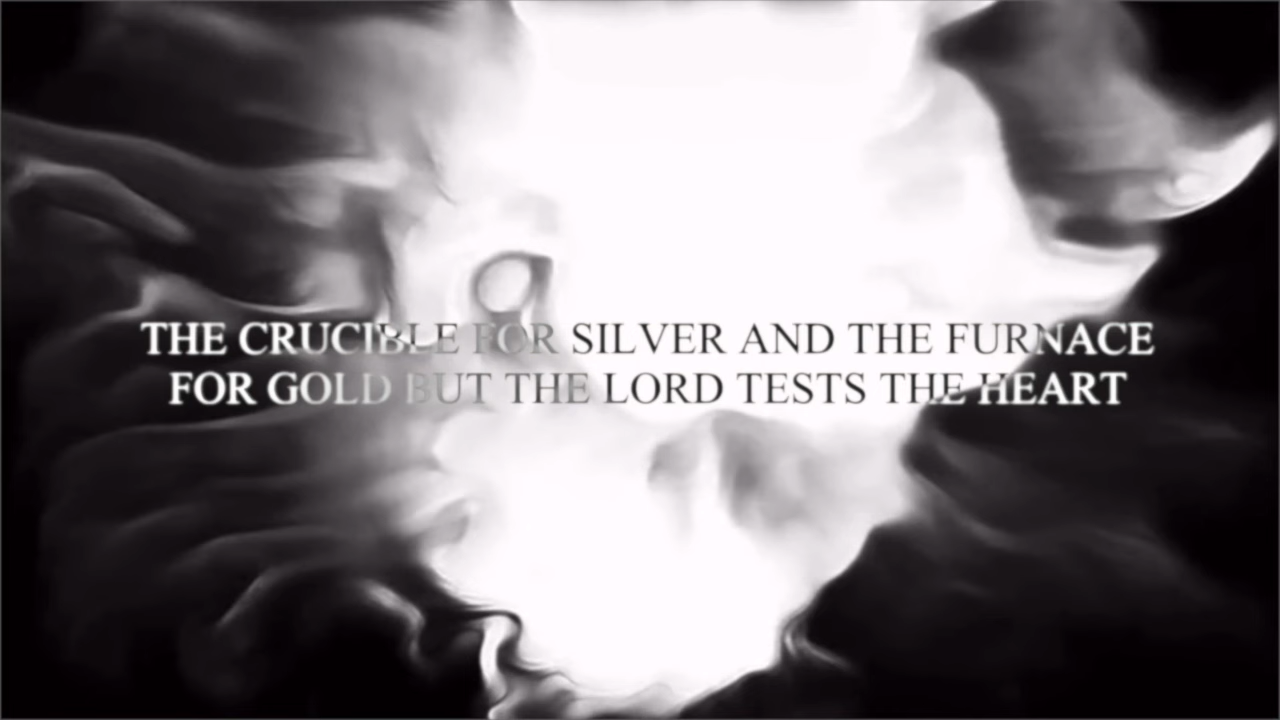 THE CRUCIBLE FOR SILVER AND THE FURNACE
FOR GOLD BUT THE LORD TESTS THE HEART